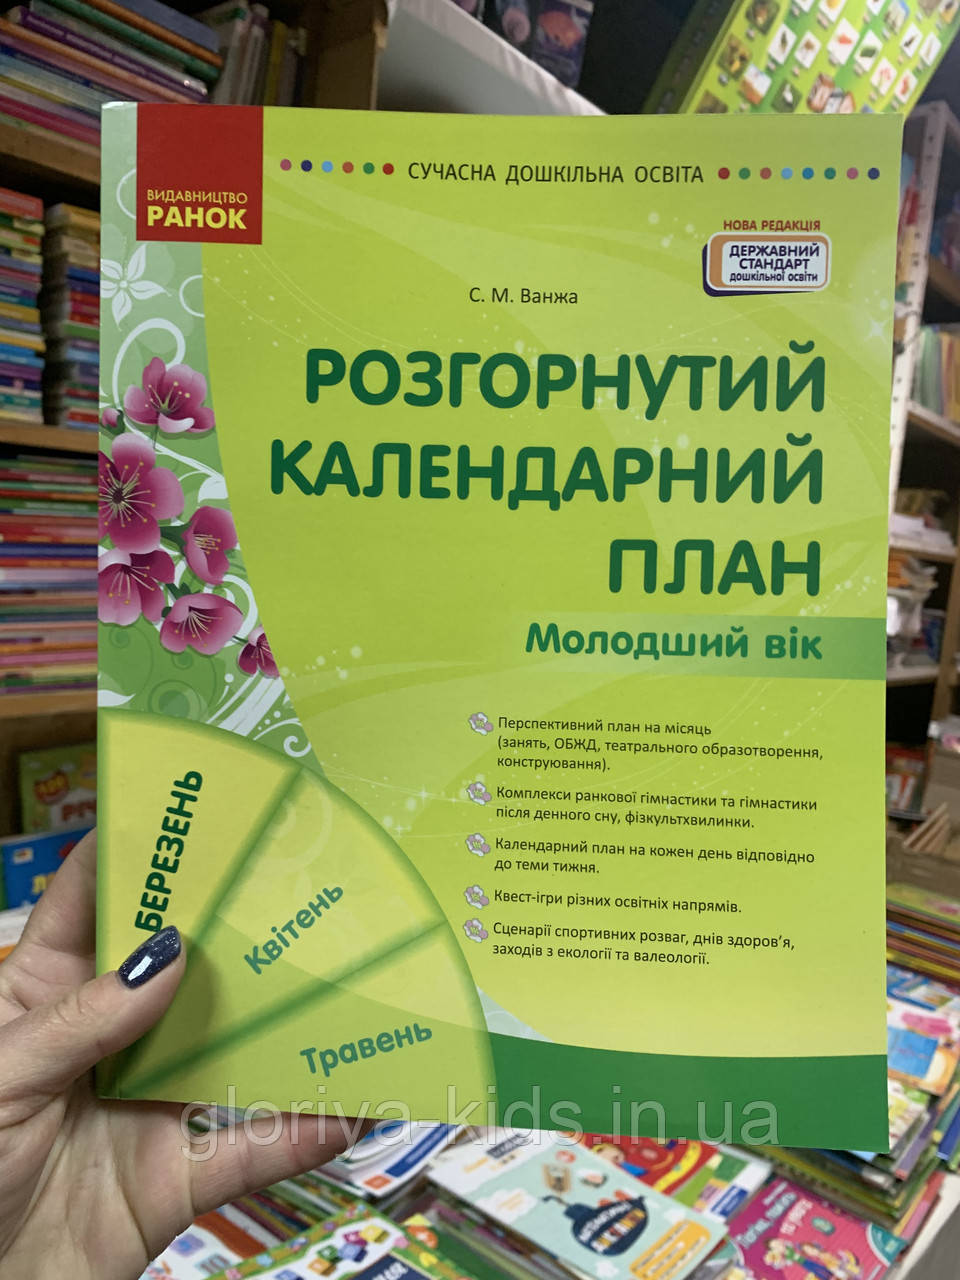 ВИДАВНИЦТВО
РАНОК
СУЧАСНА ДОШКІЛЬНА ОСВІТА
НОВА РЕДАКЦІЯ
ДЕРЖАВНИЙ
СТАНДАРТ
дошкільної освіти
С. М. Ванжа
РОЗГОРНУТИЙ
КАЛЕНДАРНИЙ
ПЛАН
Молодший вік
Перспективний план на місяць
(занять, ОБЖД, театрального образотворення,
конструювання).
Комплекси ранкової гімнастики та гімнастики
після денного сну, фізкультхвилинки.
Календарний план на кожен день відповідно
до теми тижня.
Квест-ігри різних освітніх напрямів.
Сценарії спортивних розваг, днів здоров’я,
заходів з екології та валеології.
БЕРЕЗЕНЬ
Квітень
Травень
gloriya-kids.in.ua